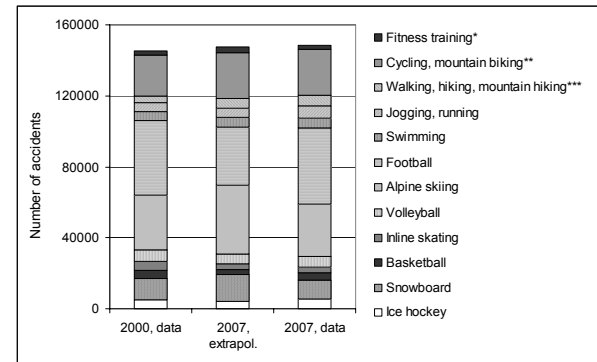 160000
120000
80000
40000
0
Number of accidents
2000, data
2007,
extrapol.
2007, data
Fitness training*
Cycling, mountain biking**
Walking, hiking, mountain hiking***
Jogging, running
Swimming
Football
Alpine skiing
Volleyball
Inline skating
Basketball
Snowboard
Ice hockey